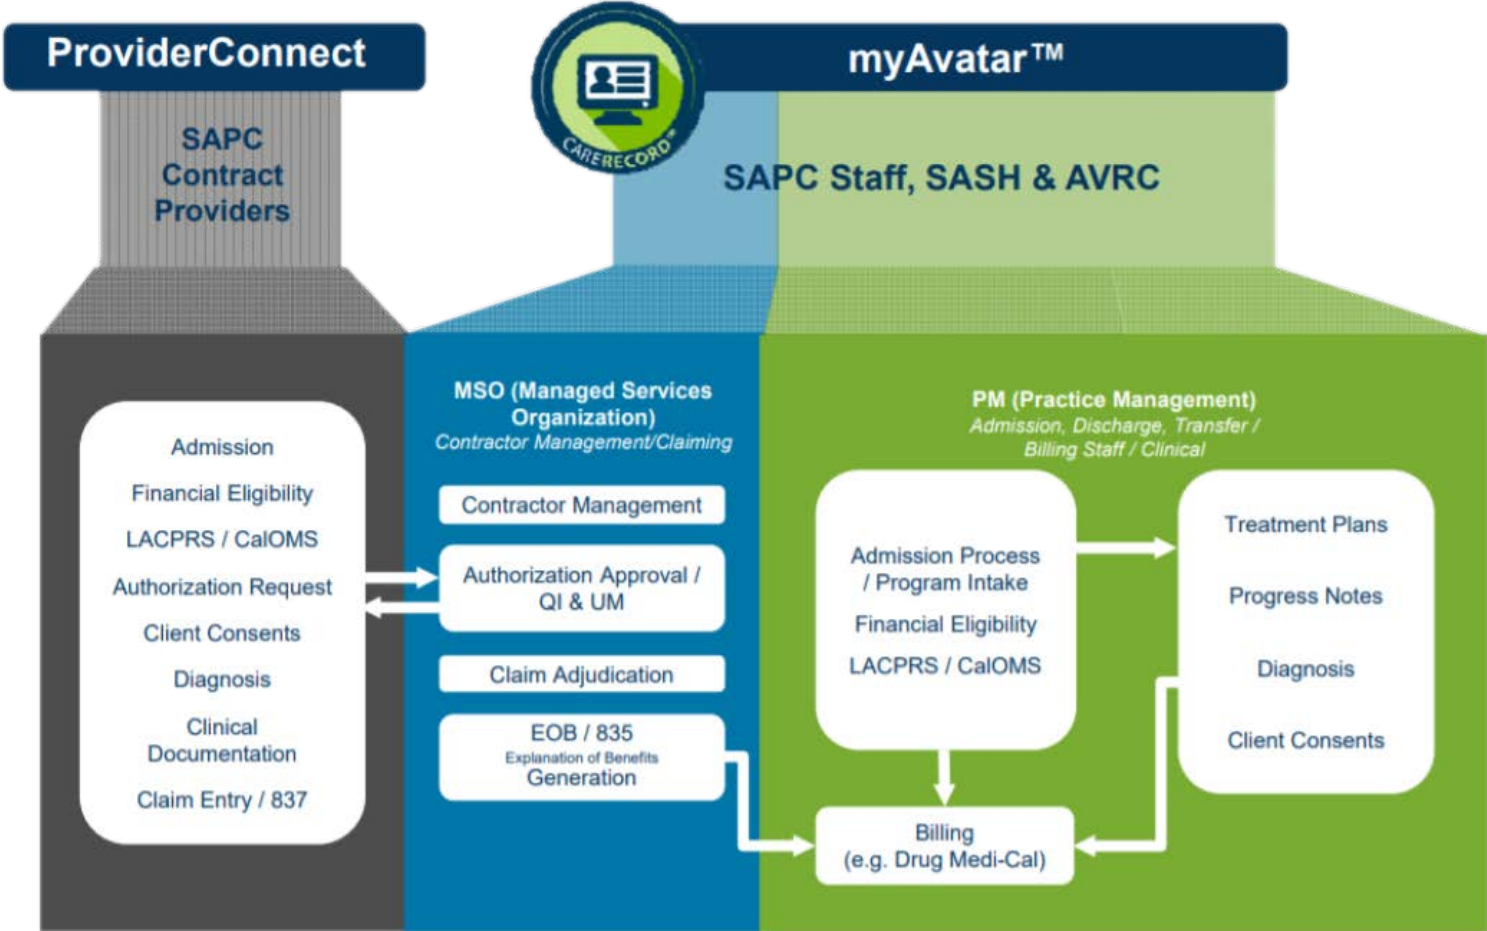 ProviderConnect
SAPC
Contract
Providers
Admission
Financial Eligibility
LACPRS / CalOMS
Authorization Request
Client Consents
Diagnosis
Clinical
Documentation
Claim Entry / 837
CARERECORD™
myAvatar™
SAPC Staff, SASH & AVRC
MSO (Managed Services
Organization)
Contractor Management/Claiming
Contractor Management
Authorization Approval /
QI & UM
Claim Adjudication
EOB / 835
Explanation of Benefits
Generation
PM (Practice Management)
Admission, Discharge, Transfer /
Billing Staff / Clinical
Admission Process
/ Program Intake
Financial Eligibility
LACPRS / CalOMS
Treatment Plans
Progress Notes
Diagnosis
Client Consents
Billing
(e.g. Drug Medi-Cal)